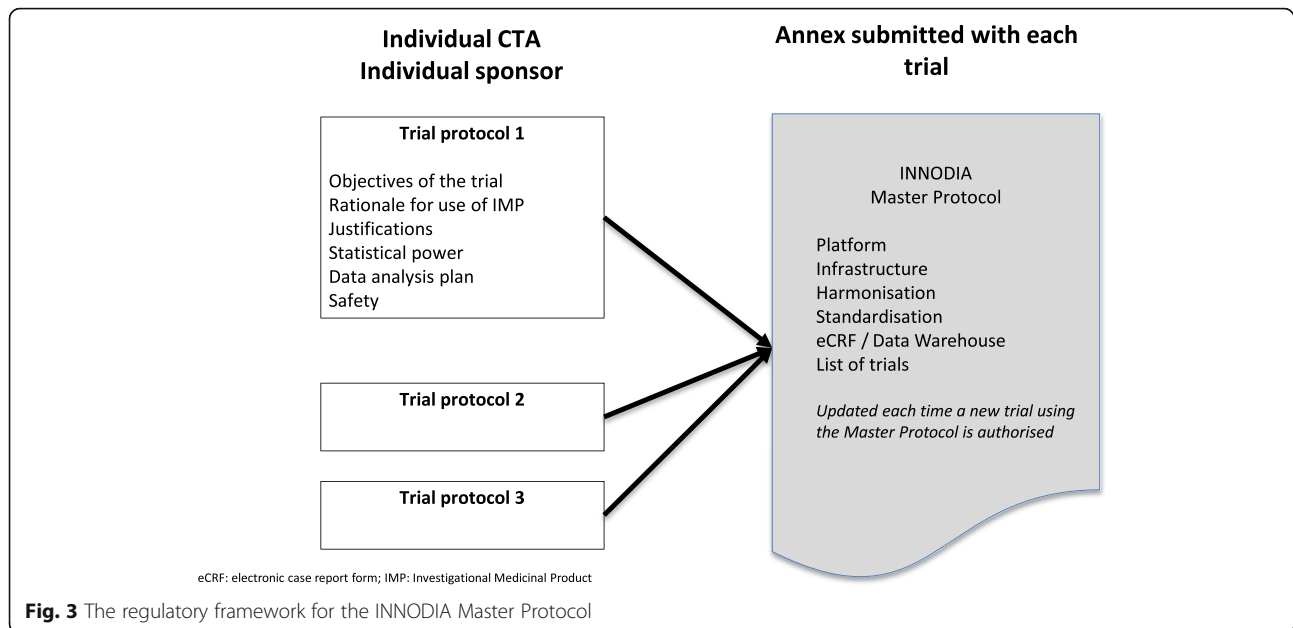 Individual CTA
Individual sponsor
Annex submitted with each
trial
Trial protocol 1
Objectives of the trial
Rationale for use of IMP
Justifications
Statistical power
Data analysis plan
Safety
Trial protocol 2
Trial protocol 3
INNODIA
Master Protocol
Platform
Infrastructure
Harmonisation
Standardisation
eCRF / Data Warehouse
List of trials
Updated each time a new trial using
the Master Protocol is authorised
eCRF: electronic case report form; IMP: Investigational Medicinal Product
Fig. 3 The regulatory framework for the INNODIA Master Protocol